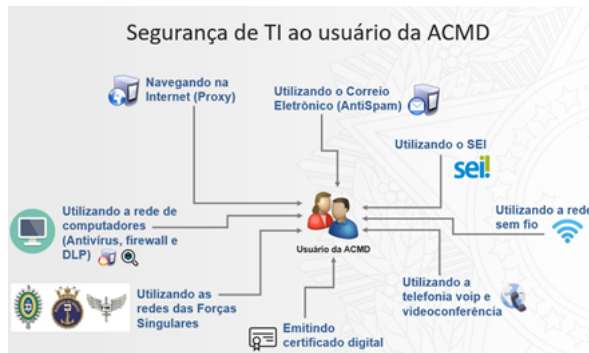 Segurança de TI ao usuário da ACMD
Navegando na
Internet (Proxy)
Utilizando o Correio
Eletrônico (AntiSpam)
Utilizando o SEI
sei!
Utilizando a rede de
computadores
(Antivírus, firewall e
DLP)
Usuário da ACMD
Utilizando a rede
sem fio
Utilizando as
redes das Forças
Singulares
Emitindo
certificado digital
Utilizando a
telefonia voip e
videoconferência